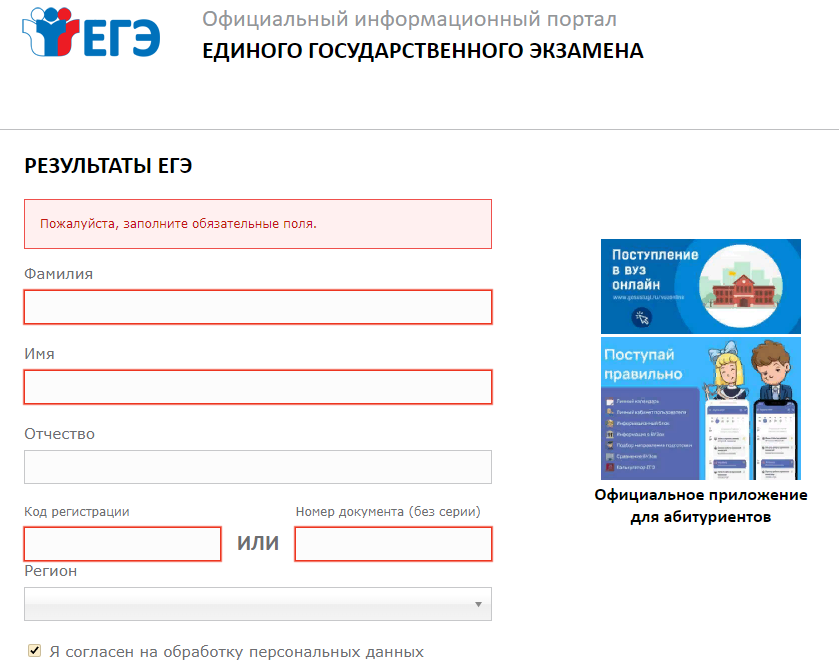 ЕГЭ
Официальный информационный портал
ЕДИНОГО ГОСУДАРСТВЕННОГО ЭКЗАМЕНА
РЕЗУЛЬТАТЫ ЕГЭ
Пожалуйста, заполните обязательные поля.
Фамилия
Имя
Отчество
Код регистрации
Номер документа (без серии)
ИЛИ
Регион
Я согласен на обработку персональных данных
Поступление
в вуз
онлайн
www.gosuslugi.ru/vuzonline
Поступай
правильно
Личный календарь
Личный кабинет пользователя
Информационный блок
Информация о ВУЗах
Подбор направления подготовки
Сравнение ВУЗов
Калькулятор ЕГЭ
Официальное приложение
для абитуриентов